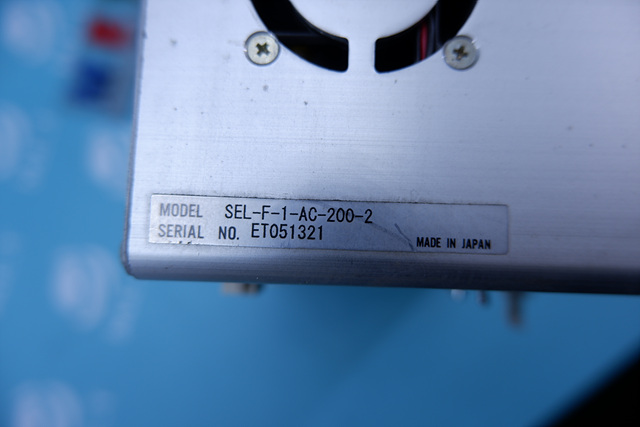 MODEL SEL-F-1-AC-200-2
SERIAL NO. ET051321
MADE IN JAPAN